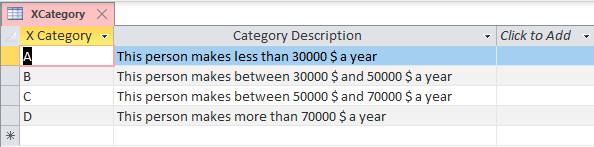 XCategory
X Category Category Description Click to Add
A This person makes less than 30000 $ a year
B This person makes between 30000 $ and 50000 $ a year
C This person makes between 50000 $ and 70000 $ a year
D This person makes more than 70000 $ a year